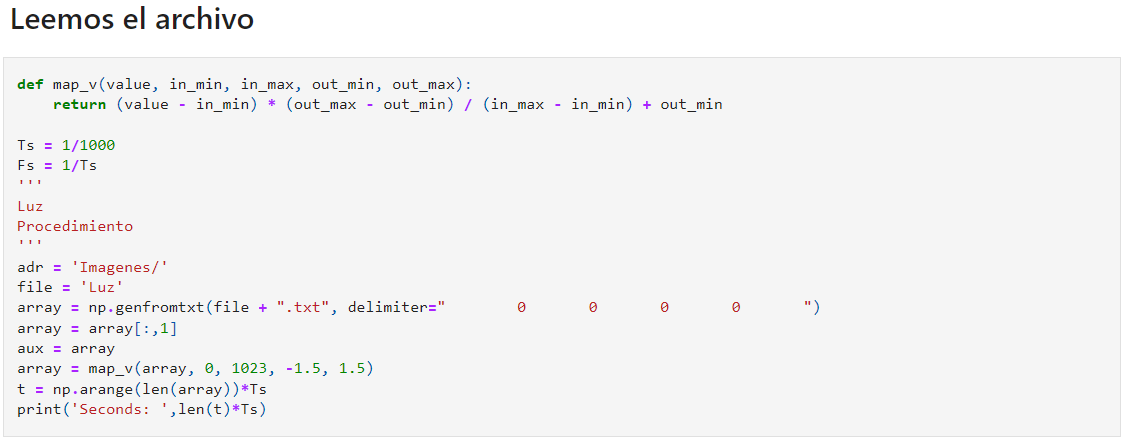 Leemos el archivo
def map_v(value, in_min, in_max, out_min, out_max):
    return (value - in_min) * (out_max - out_min) / (in_max - in_min) + out_min
Ts = 1/1000
Fs = 1/Ts
'''
Luz
Procedimiento
'''
adr = 'Imagenes/'
file = 'Luz'
array = np.genfromtxt(file + ".txt", delimiter="        0       0       0       0       ")
array = array[:,1]
aux = array
array = map_v(array, 0, 1023, -1.5, 1.5)
t = np.arange(len(array))*Ts
print('Seconds: ',len(t)*Ts)